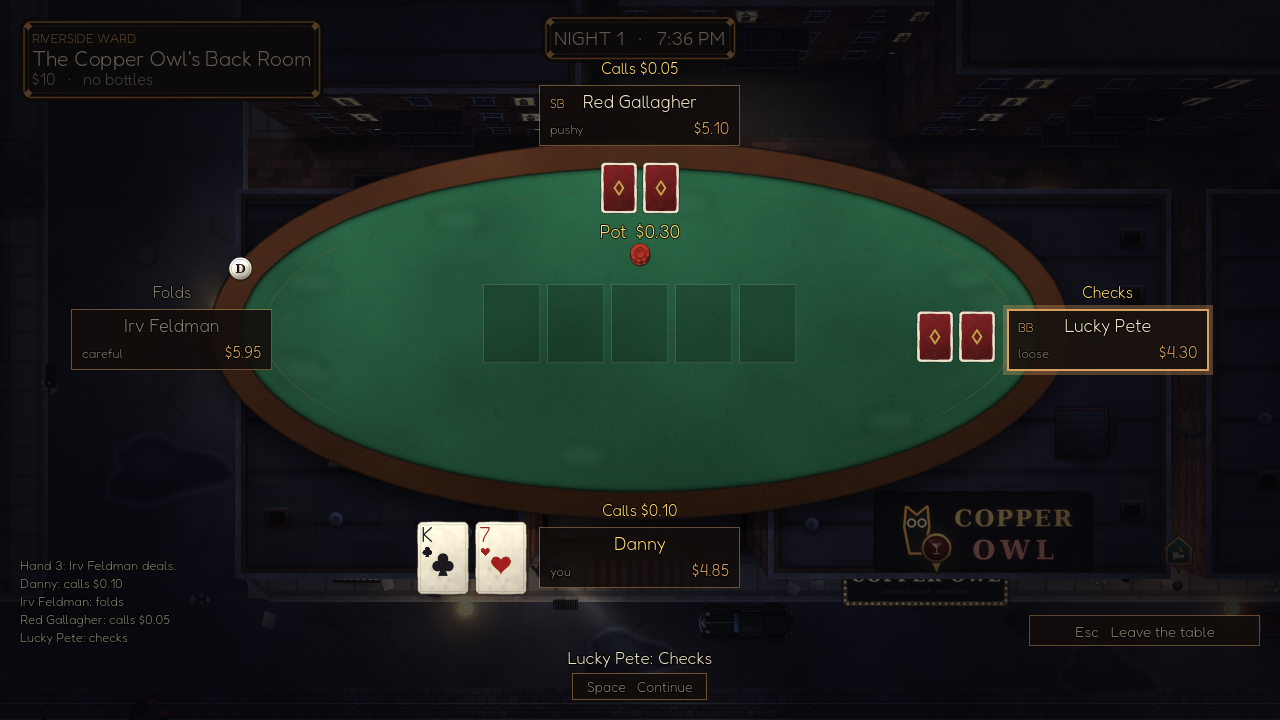 RIVERSIDE WARD
The Copper Owl's Back Room
$10 · no bottles
NIGHT 1 · 7:36 PM
Calls $0.05
SB Red Gallagher
pushy $5.10
Pot $0.30
D
Folds
Irv Feldman
careful $5.95
Checks
BB Lucky Pete
loose $4.30
Calls $0.10
K
7
Danny
you $4.85
COPPER
OWL
COPPER OWL
Hand 3: Irv Feldman deals.
Danny: calls $0.10
Irv Feldman: folds
Red Gallagher: calls $0.05
Lucky Pete: checks
Esc Leave the table
Lucky Pete: Checks
Space Continue